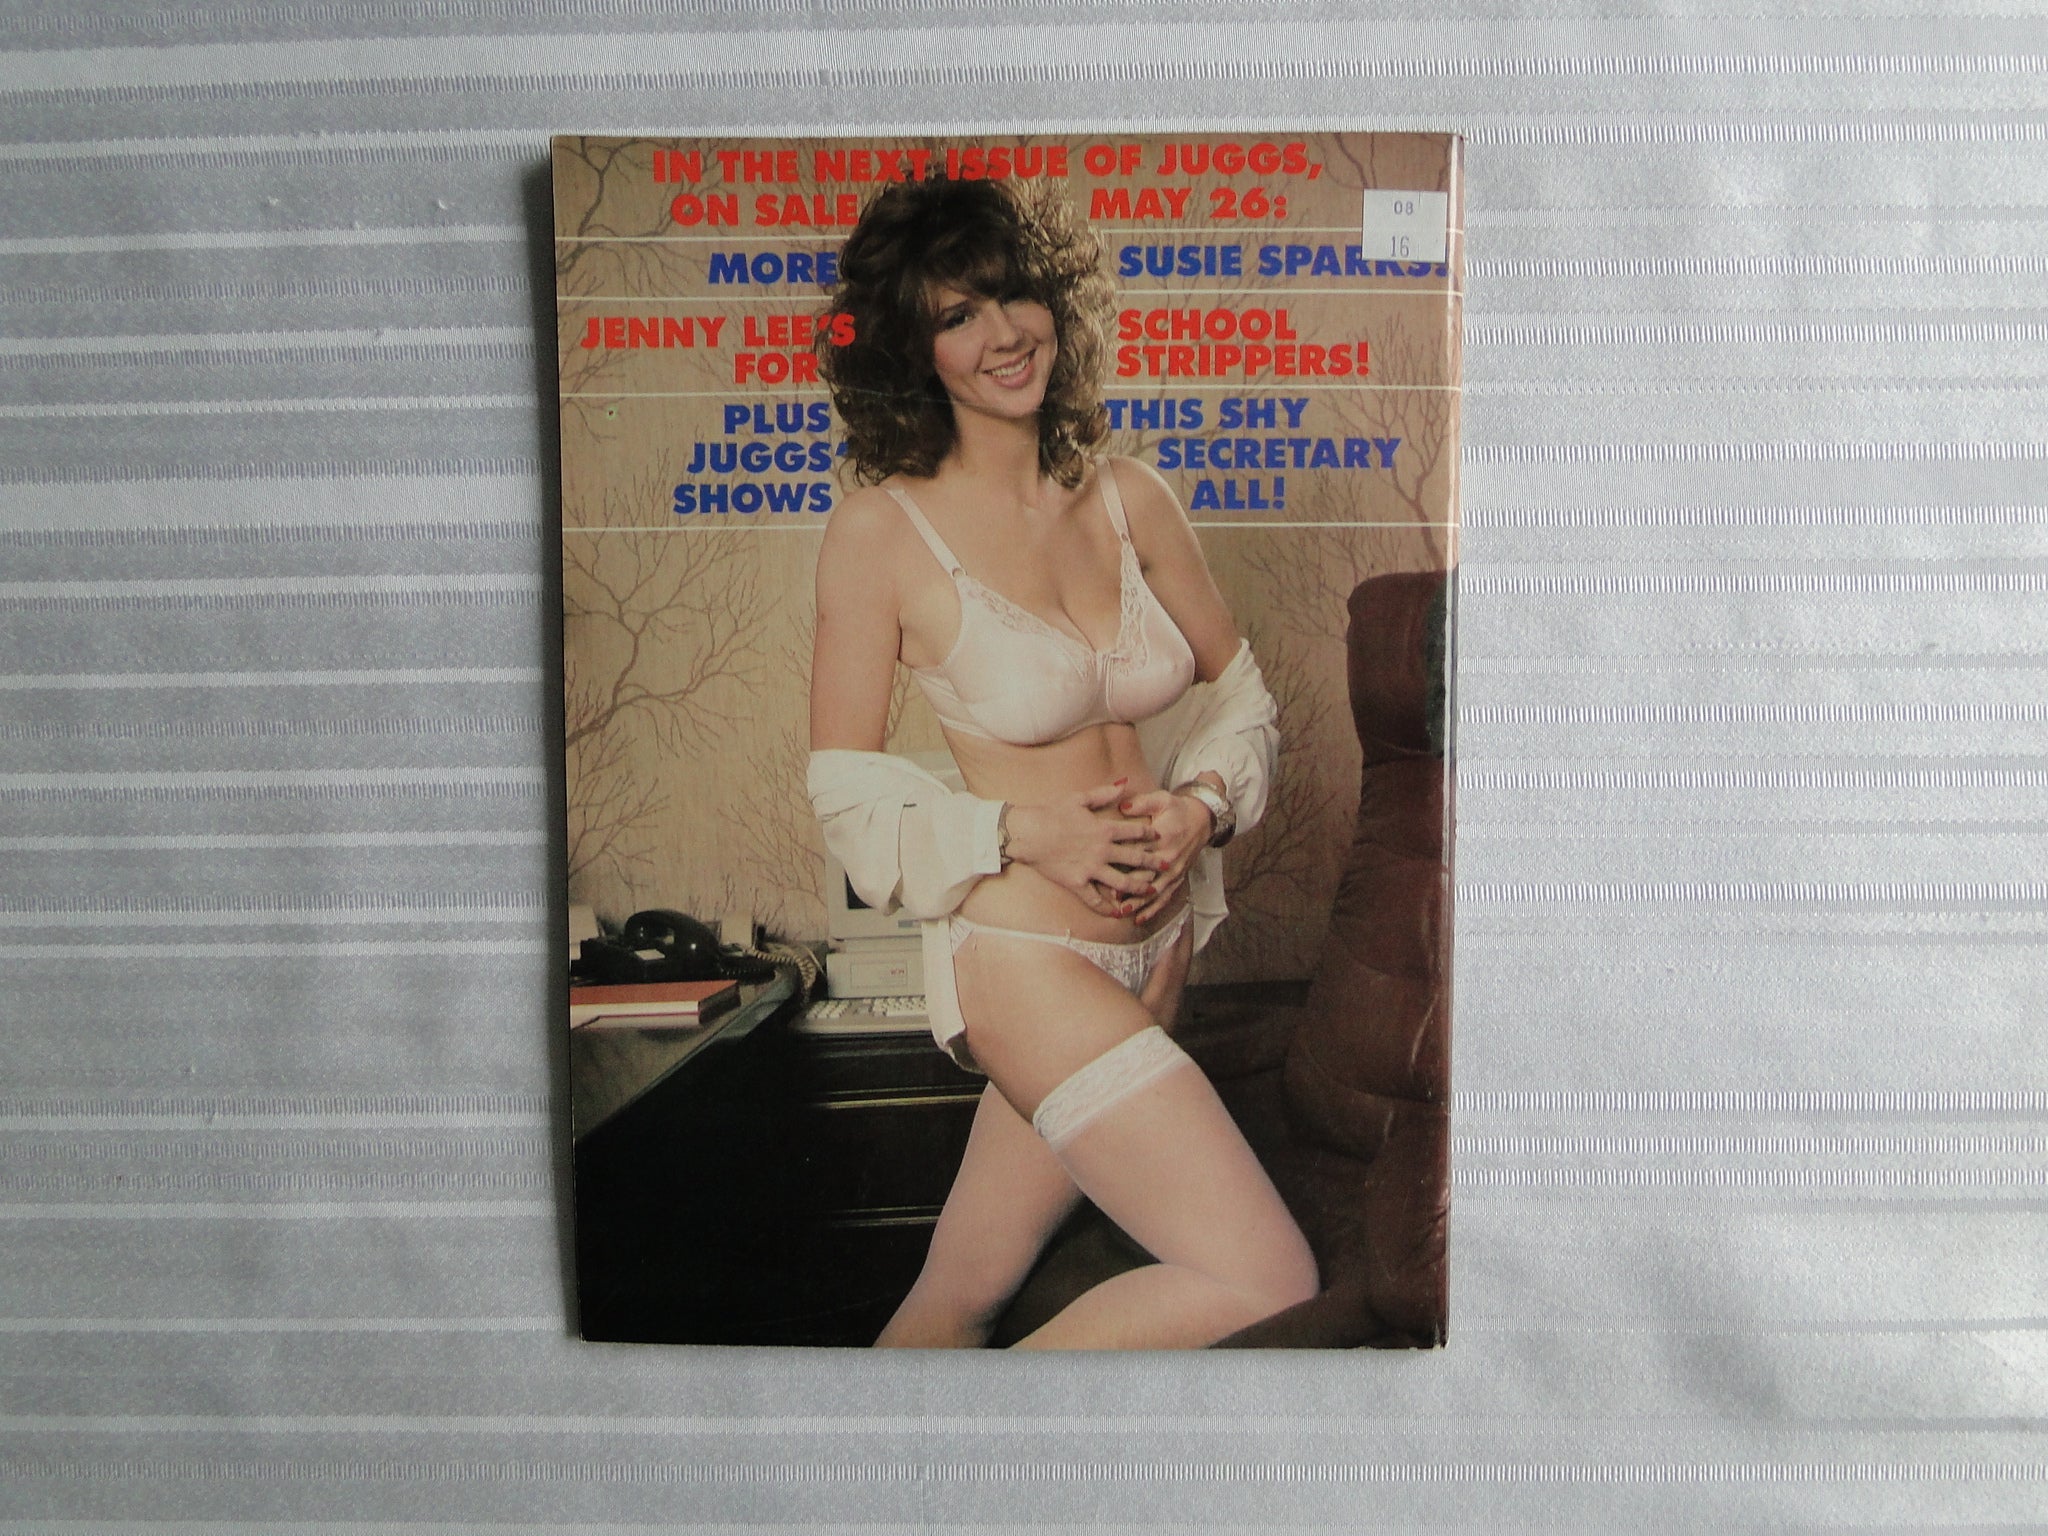 IN THE NEXT ISSUE OF JUGGS,
ON SALE MAY 26:
08
16
MORE SUSIE SPARKS!
JENNY LEE'S SCHOOL
FOR STRIPPERS!
PLUS THIS SHY
JUGGS' SECRETARY
SHOWS ALL!